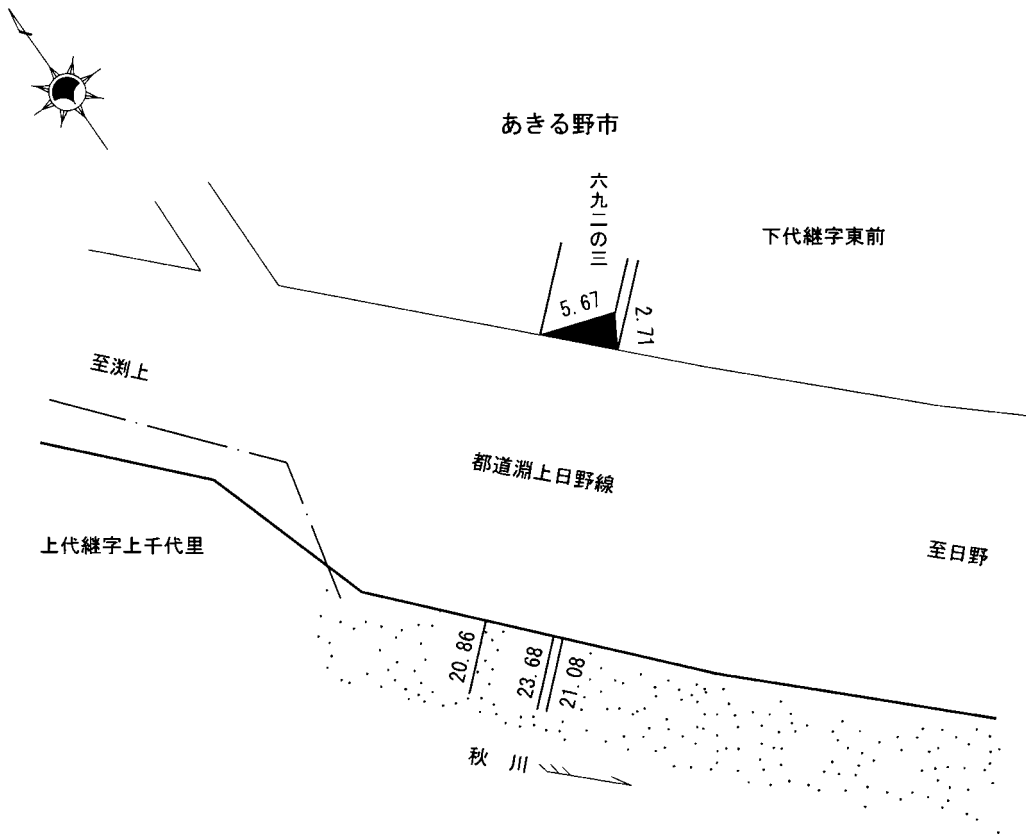 あきる野市
六九二の三
下代継字東前
5.67
2.71
至渕上
都道淵上日野線
上代継字上千代里
至日野
20.86
23.68
21.08
秋川